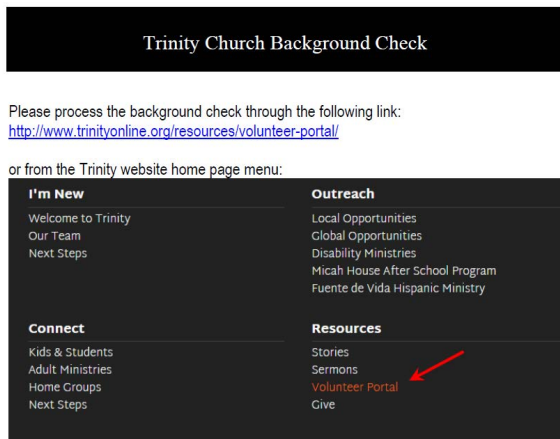 Trinity Church Background Check
Please process the background check through the following link:
http://www.trinityonline.org/resources/volunteer-portal/
or from the Trinity website home page menu:
I'm New
Welcome to Trinity
Our Team
Next Steps
Outreach
Local Opportunities
Global Opportunities
Disability Ministries
Micah House After School Program
Fuente de Vida Hispanic Ministry
Connect
Kids & Students
Adult Ministries
Home Groups
Next Steps
Resources
Stories
Sermons
Volunteer Portal
Give